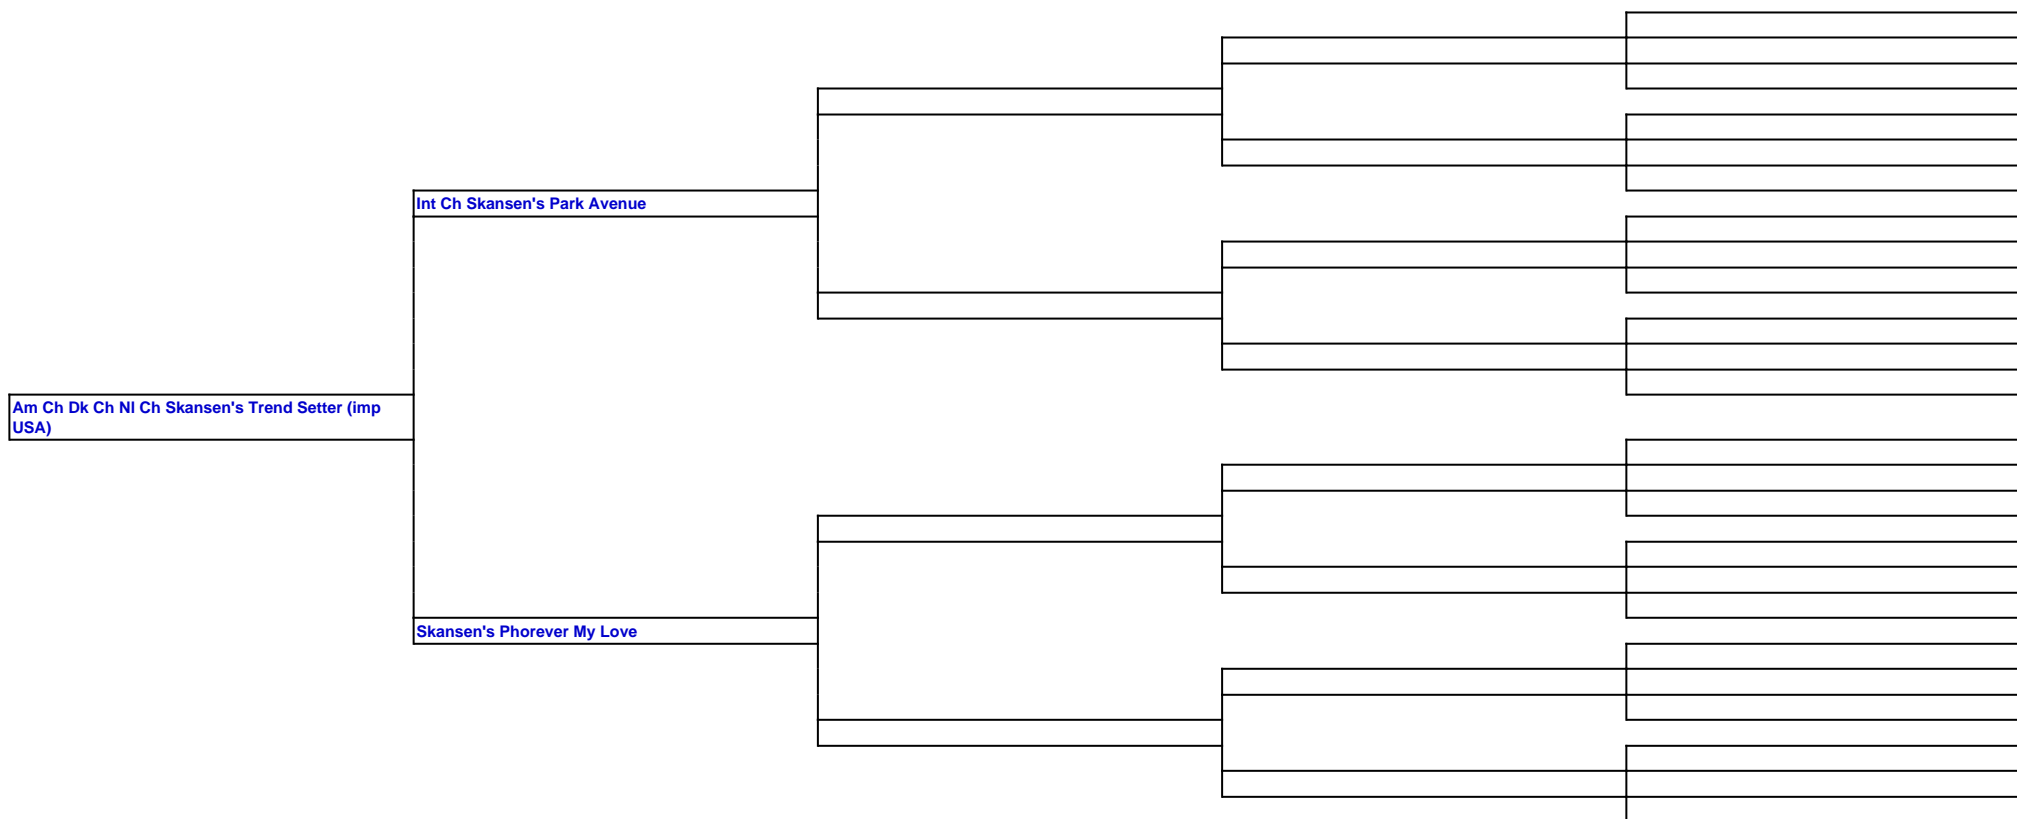 Int Ch Skansen's Park Avenue
Am Ch Dk Ch Nl Ch Skansen's Trend Setter (imp
USA)
Skansen's Phorever My Love